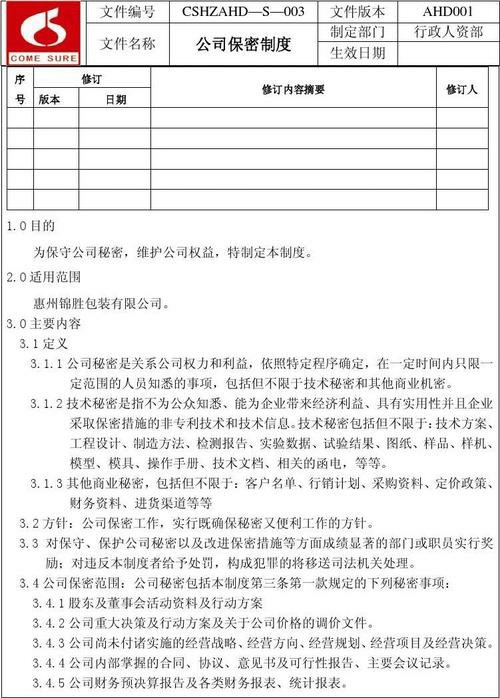 COME SURE
文件编号 CSHZAHD—S—003 文件版本 AHD001
文件名称 公司保密制度 制定部门 行政人资部
生效日期
序号 修订 修订内容摘要 修订人
版本 日期
1.0 目的
为保守公司秘密，维护公司权益，特制定本制度。
2.0 适用范围
惠州锦胜包装有限公司。
3.0 主要内容
3.1 定义
3.1.1 公司秘密是关系公司权力和利益，依照特定程序确定，在一定时间内只限一
定范围的人员知悉的事项，包括但不限于技术秘密和其他商业机密。
3.1.2 技术秘密是指不为公众知悉、能为企业带来经济利益、具有实用性并且企业
采取保密措施的非专利技术和技术信息。技术秘密包括但不限于：技术方案、
工程设计、制造方法、检测报告、实验数据、试验结果、图纸、样品、样机、
模型、模具、操作手册、技术文档、相关的函电，等等。
3.1.3 其他商业秘密，包括但不限于：客户名单、行销计划、采购资料、定价政策、
财务资料、进货渠道等等
3.2 方针：公司保密工作，实行既确保秘密又便利工作的方针。
3.3 对保守、保护公司秘密以及改进保密措施等方面成绩显著的部门或职员实行奖
励；对违反本制度者给予处罚，构成犯罪的将移送司法机关处理。
3.4 公司保密范围：公司秘密包括本制度第三条第一款规定的下列秘密事项：
3.4.1 股东及董事会活动资料及行动方案
3.4.2 公司重大决策及行动方案及关于公司价格的调价文件。
3.4.3 公司尚未付诸实施的经营战略、经营方向、经营规划、经营项目及经营决策。
3.4.4 公司内部掌握的合同、协议、意见书及可行性报告、主要会议记录。
3.4.5 公司财务预决算报告及各类财务报表、统计报表。